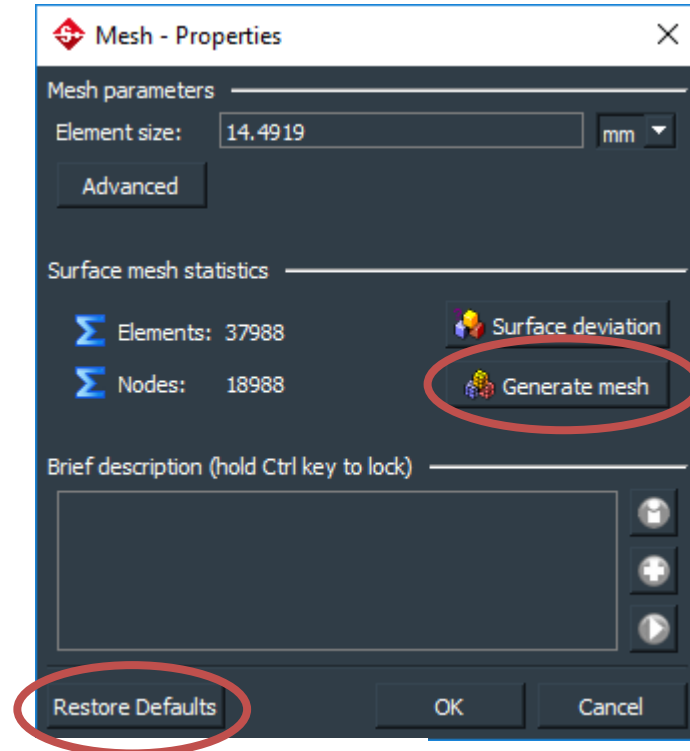 Mesh - Properties
Mesh parameters
Element size: 14.4919 mm
Advanced
Surface mesh statistics
Elements: 37988 Surface deviation
Nodes: 18988 Generate mesh
Brief description (hold Ctrl key to lock)
Restore Defaults OK Cancel